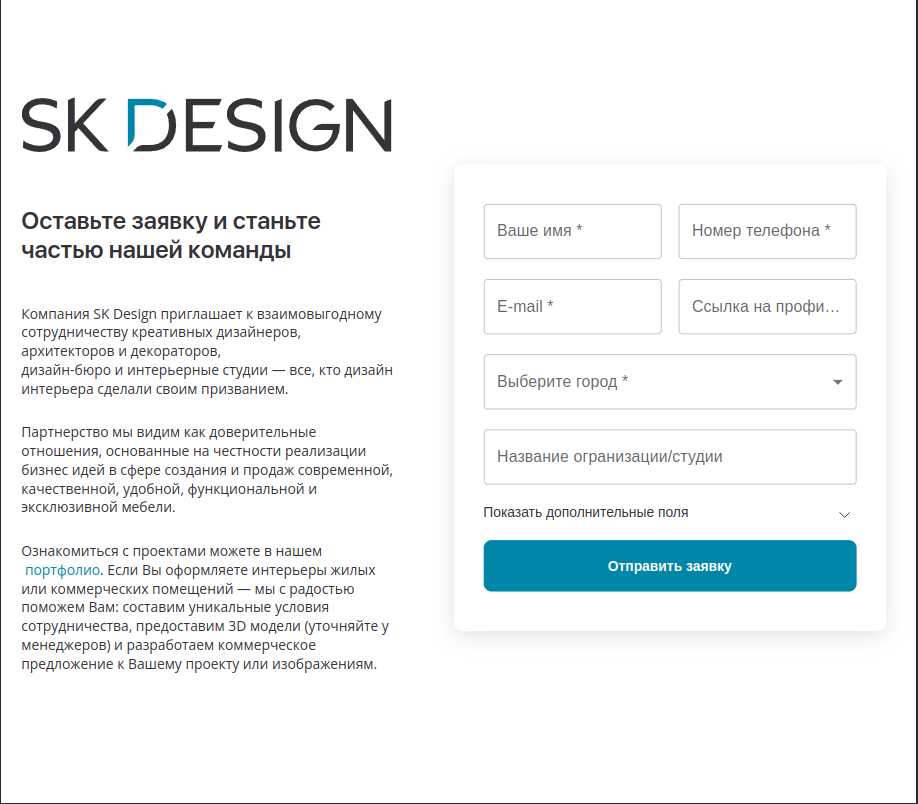 SK DESIGN
Оставьте заявку и станьте
частью нашей команды
Компания SK Design приглашает к взаимовыгодному
сотрудничеству креативных дизайнеров,
архитекторов и декораторов,
дизайн-бюро и интерьерные студии — все, кто дизайн
интерьера сделали своим призванием.
Партнерство мы видим как доверительные
отношения, основанные на честности реализации
бизнес идей в сфере создания и продаж современной,
качественной, удобной, функциональной и
эксклюзивной мебели.
Ознакомиться с проектами можете в нашем
портфолио. Если Вы оформляете интерьеры жилых
или коммерческих помещений — мы с радостью
поможем Вам: составим уникальные условия
сотрудничества, предоставим 3D модели (уточняйте у
менеджеров) и разработаем коммерческое
предложение к Вашему проекту или изображениям.
Ваше имя *
Номер телефона *
E-mail *
Ссылка на профи...
Выберите город *
Название огранизации/студии
Показать дополнительные поля
Отправить заявку